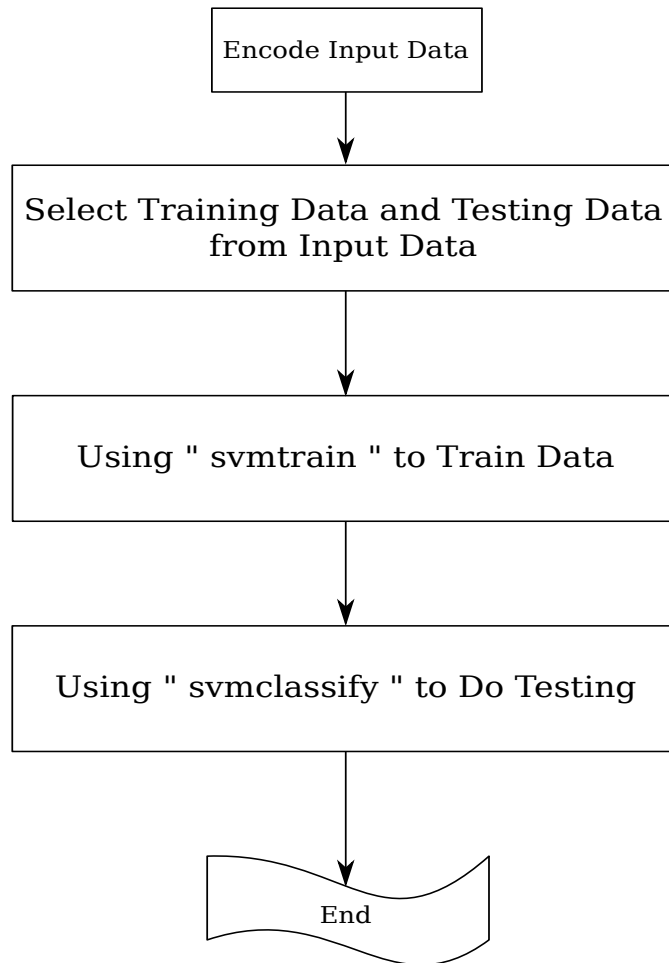 Encode Input Data
Select Training Data and Testing Data
from Input Data
Using " svmtrain " to Train Data
Using " svmclassify " to Do Testing
End